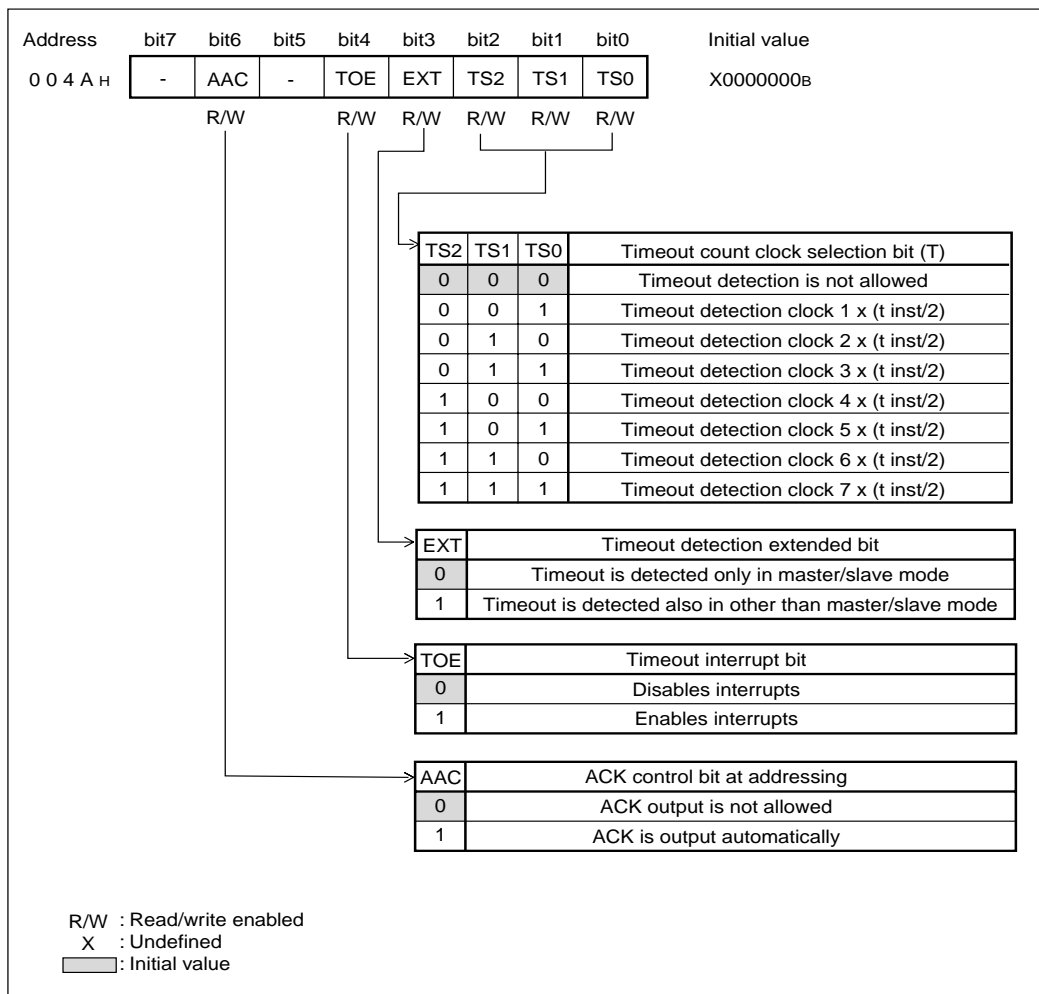 Address bit7 bit6 bit5 bit4 bit3 bit2 bit1 bit0 Initial value
0 0 4 A H - AAC - TOE EXT TS2 TS1 TS0 X0000000B
R/W R/W R/W R/W R/W R/W
TS2 TS1 TS0 Timeout count clock selection bit (T)
0 0 0 Timeout detection is not allowed
0 0 1 Timeout detection clock 1 x (t inst/2)
0 1 0 Timeout detection clock 2 x (t inst/2)
0 1 1 Timeout detection clock 3 x (t inst/2)
1 0 0 Timeout detection clock 4 x (t inst/2)
1 0 1 Timeout detection clock 5 x (t inst/2)
1 1 0 Timeout detection clock 6 x (t inst/2)
1 1 1 Timeout detection clock 7 x (t inst/2)
EXT Timeout detection extended bit
0 Timeout is detected only in master/slave mode
1 Timeout is detected also in other than master/slave mode
TOE Timeout interrupt bit
0 Disables interrupts
1 Enables interrupts
AAC ACK control bit at addressing
0 ACK output is not allowed
1 ACK is output automatically
R/W : Read/write enabled
X : Undefined
: Initial value